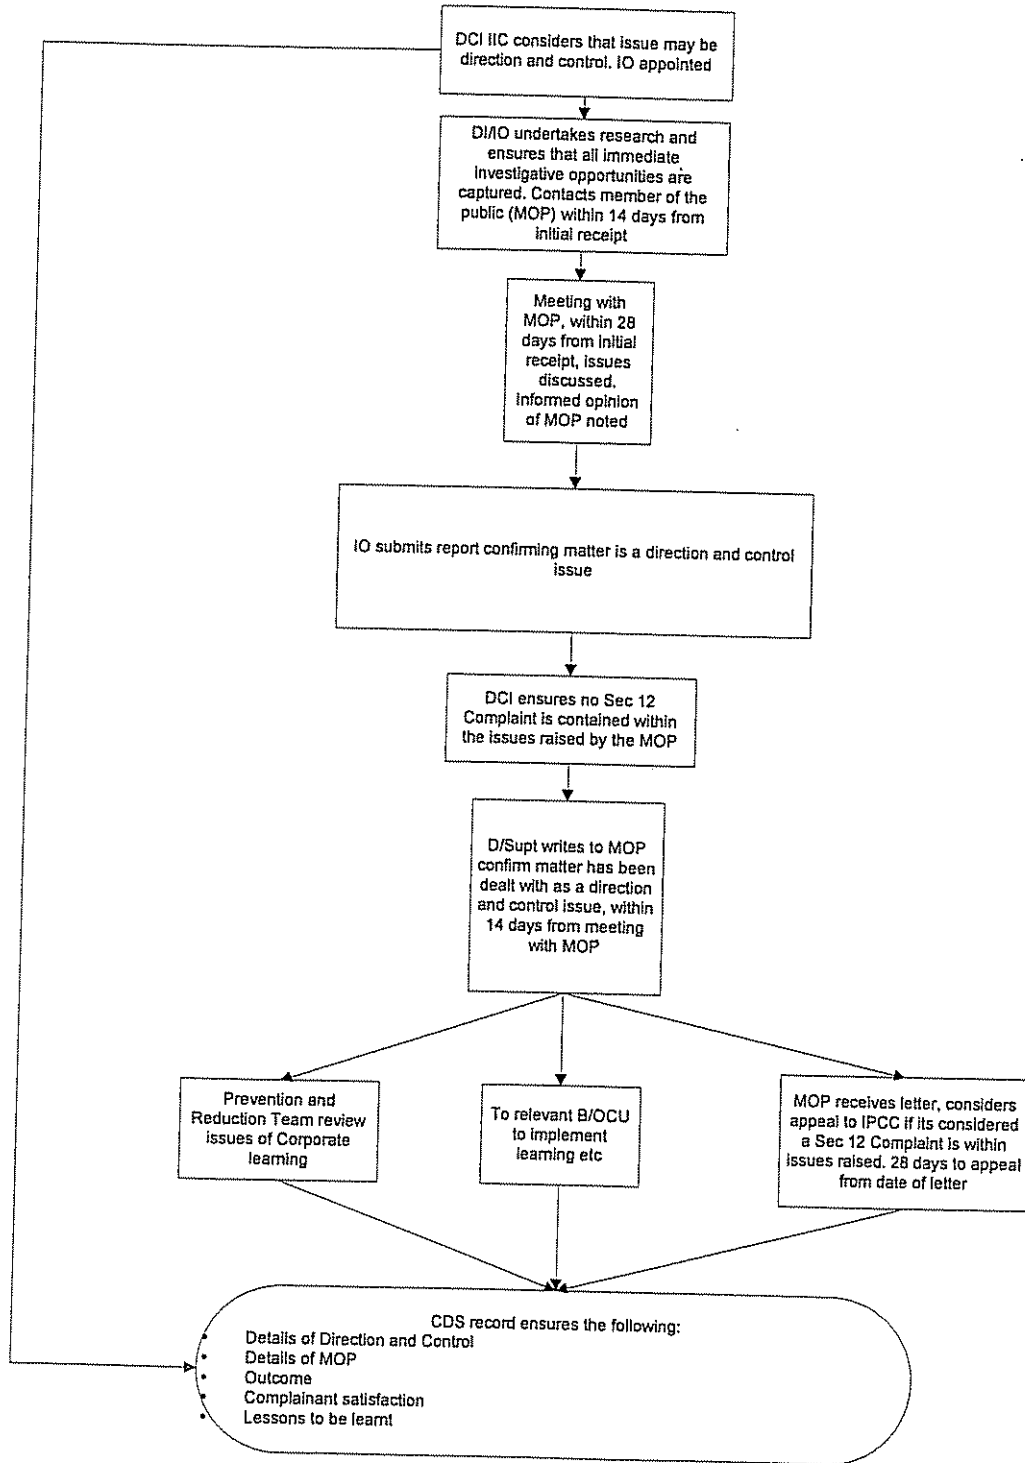 DCI IIC considers that issue may be
direction and control. IO appointed
DI/IO undertakes research and
ensures that all immediate
investigative opportunities are
captured. Contacts member of the
public (MOP) within 14 days from
initial receipt
Meeting with
MOP, within 28
days from initial
receipt, issues
discussed.
Informed opinion
of MOP noted
IO submits report confirming matter is a direction and control
issue
DCI ensures no Sec 12
Complaint is contained within
the issues raised by the MOP
D/Supt writes to MOP
confirm matter has been
dealt with as a direction
and control issue, within
14 days from meeting
with MOP
Prevention and
Reduction Team review
issues of Corporate
learning
To relevant B/OCU
to implement
learning etc
MOP receives letter, considers
appeal to IPCC if its considered
a Sec 12 Complaint is within
issues raised. 28 days to appeal
from date of letter
CDS record ensures the following:
• Details of Direction and Control
• Details of MOP
• Outcome
• Complainant satisfaction
• Lessons to be learnt